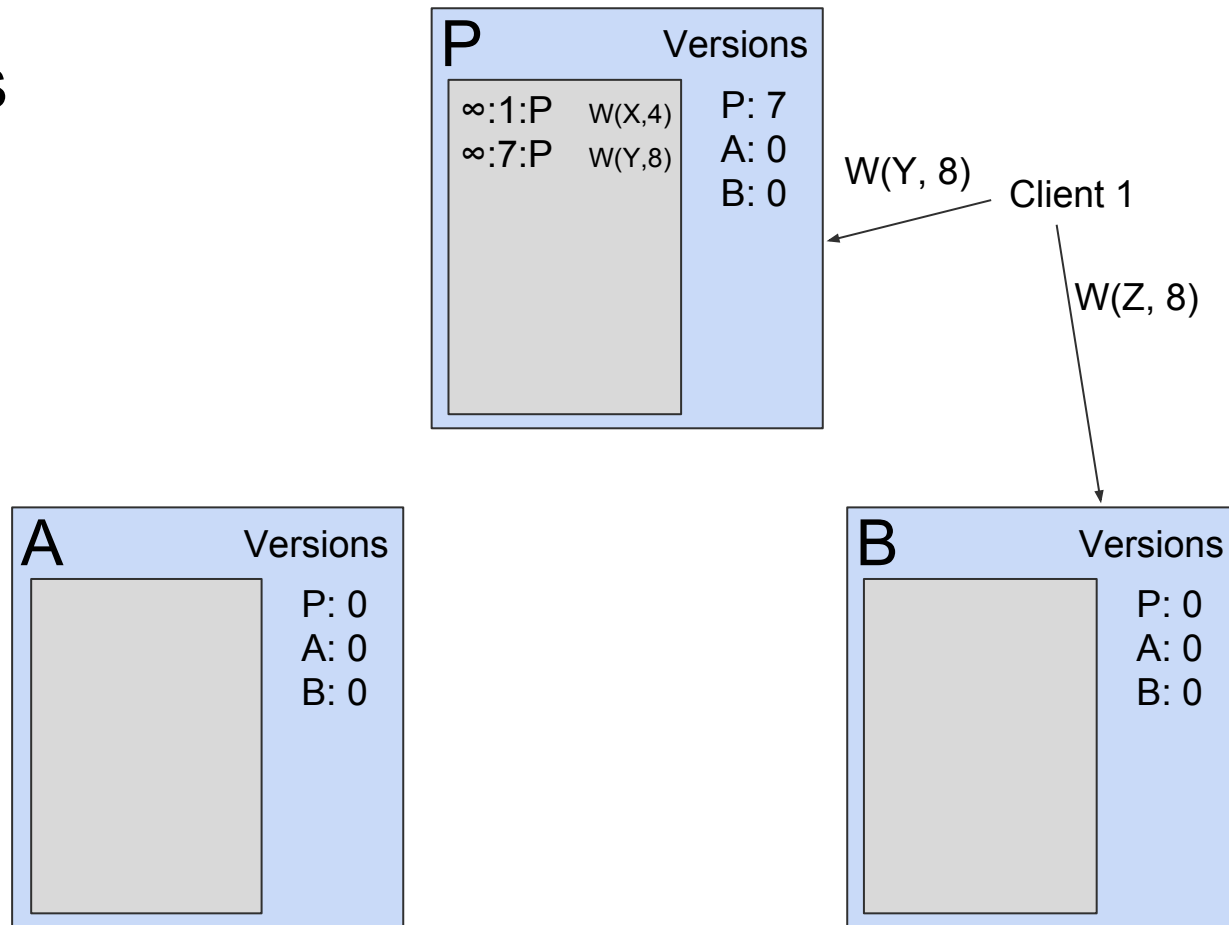 s
P Versions
∞:1:P W(X,4)
∞:7:P W(Y,8)
P: 7
A: 0
B: 0
W(Y, 8)
Client 1
W(Z, 8)
A Versions
P: 0
A: 0
B: 0
B Versions
P: 0
A: 0
B: 0